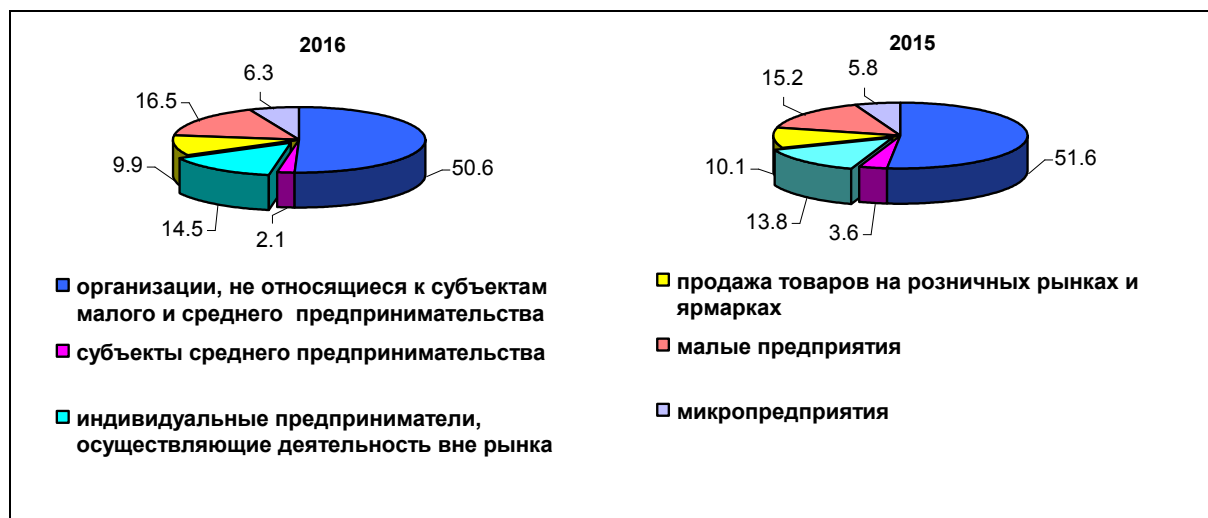 2016
6.3
16.5
50.6
9.9
14.5
2.1
2015
5.8
15.2
51.6
10.1
13.8
3.6
организации, не относящиеся к субъектам
малого и среднего предпринимательства
субъекты среднего предпринимательства
индивидуальные предприниматели,
осуществляющие деятельность вне рынка
продажа товаров на розничных рынках и
ярмарках
малые предприятия
микропредприятия